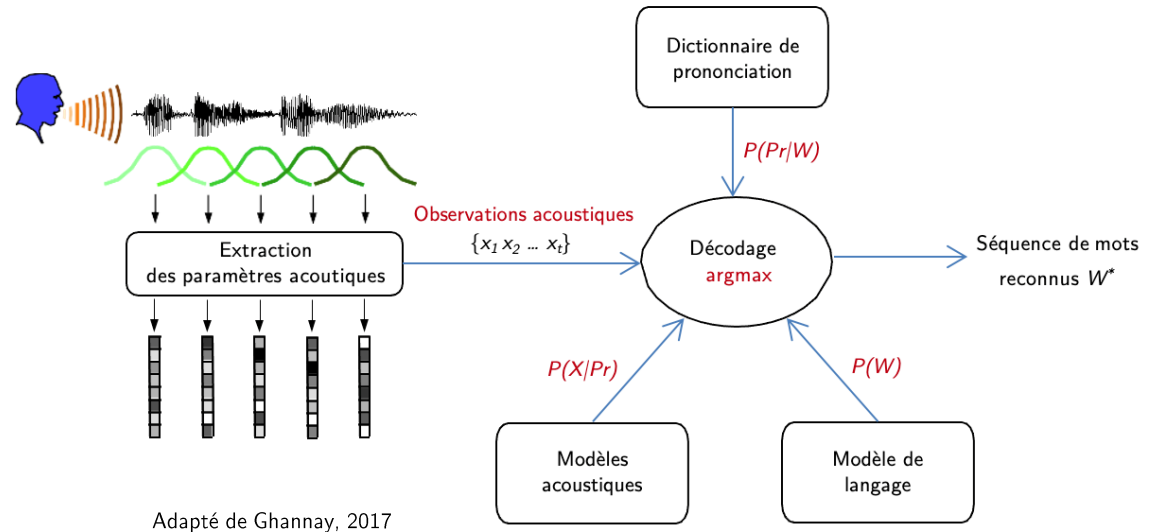 Dictionnaire de
prononciation
P(Pr/W)
Observations acoustiques
{x1 x2 ... xt}
Extraction
des paramètres acoutiques
Décodage
argmax
Séquence de mots
reconnus W*
P(X/Pr)
P(W)
Modèles
acoustiques
Modèle de
langage
Adapté de Ghannay, 2017